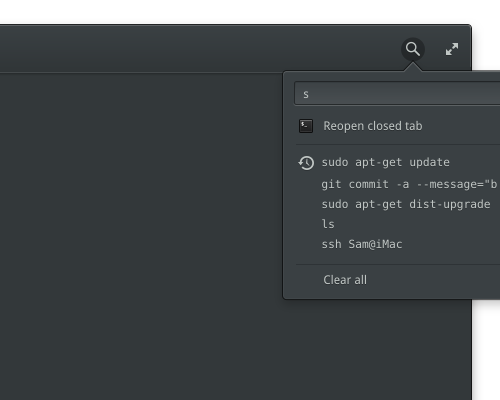 s
Reopen closed tab
sudo apt-get update
git commit -a --message="b
sudo apt-get dist-upgrade
ls
ssh Sam@iMac
Clear all